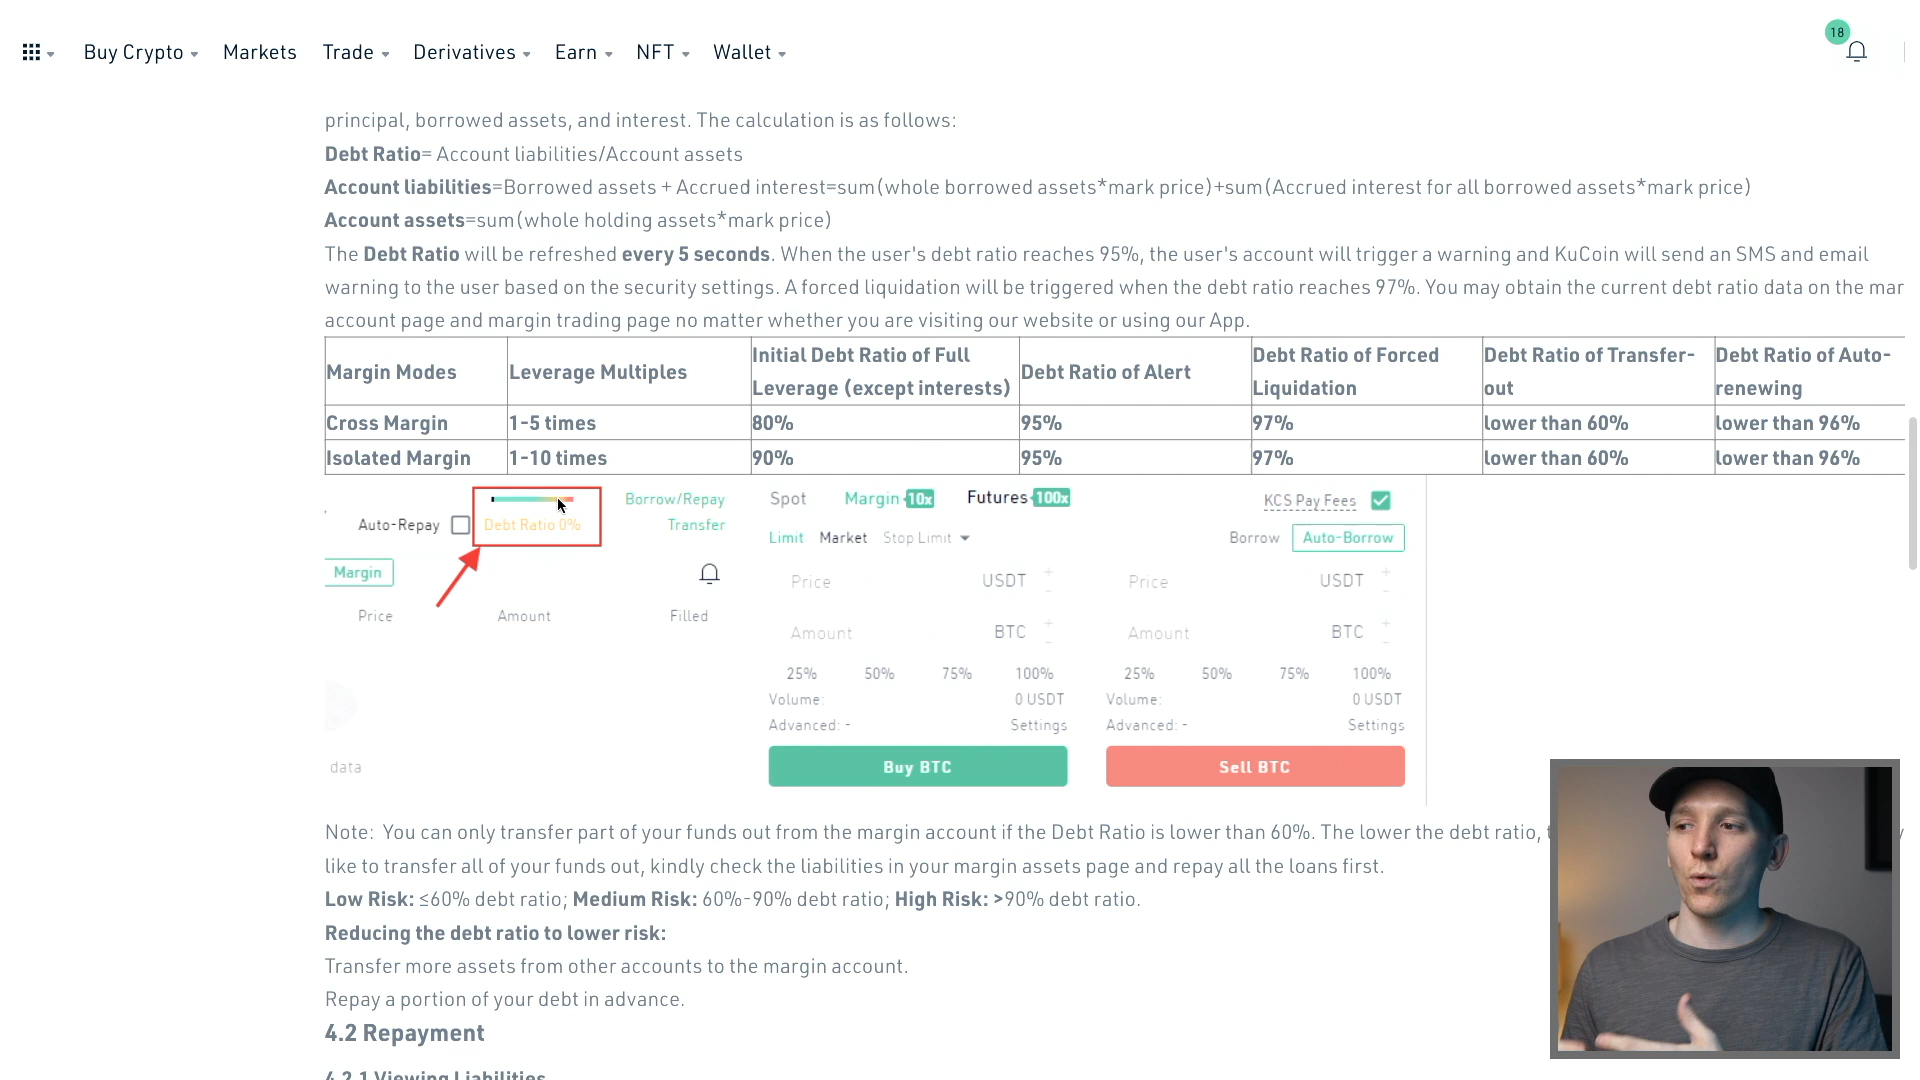 Buy Crypto Markets Trade Derivatives Earn NFT Wallet 18
principal, borrowed assets, and interest. The calculation is as follows:
Debt Ratio= Account liabilities/Account assets
Account liabilities=Borrowed assets + Accrued interest=sum(whole borrowed assets*mark price)+sum(Accrued interest for all borrowed assets*mark price)
Account assets=sum(whole holding assets*mark price)
The Debt Ratio will be refreshed every 5 seconds. When the user's debt ratio reaches 95%, the user's account will trigger a warning and KuCoin will send an SMS and email
warning to the user based on the security settings. A forced liquidation will be triggered when the debt ratio reaches 97%. You may obtain the current debt ratio data on the mar
account page and margin trading page no matter whether you are visiting our website or using our App.
Margin Modes Leverage Multiples Initial Debt Ratio of Full Leverage (except interests) Debt Ratio of Alert Debt Ratio of Forced Liquidation Debt Ratio of Transfer-out Debt Ratio of Auto-renewing
Cross Margin 1-5 times 80% 95% 97% lower than 60% lower than 96%
Isolated Margin 1-10 times 90% 95% 97% lower than 60% lower than 96%
Borrow/Repay Spot Margin 10x Futures 100x KCS Pay Fees
Auto-Repay Debt Ratio 0% Transfer Limit Market Stop Limit Borrow Auto-Borrow
Margin Price USDT + - Price USDT + -
Price Amount Filled Amount BTC + - Amount BTC + -
25% 50% 75% 100% 25% 50% 75% 100%
Volume: 0 USDT Volume: 0 USDT
Advanced: - Settings Advanced: - Settings
data Buy BTC Sell BTC
Note: You can only transfer part of your funds out from the margin account if the Debt Ratio is lower than 60%. The lower the debt ratio,
like to transfer all of your funds out, kindly check the liabilities in your margin assets page and repay all the loans first.
Low Risk: ≤60% debt ratio; Medium Risk: 60%-90% debt ratio; High Risk: >90% debt ratio.
Reducing the debt ratio to lower risk:
Transfer more assets from other accounts to the margin account.
Repay a portion of your debt in advance.
4.2 Repayment
4.2.1 Viewing Liabilities